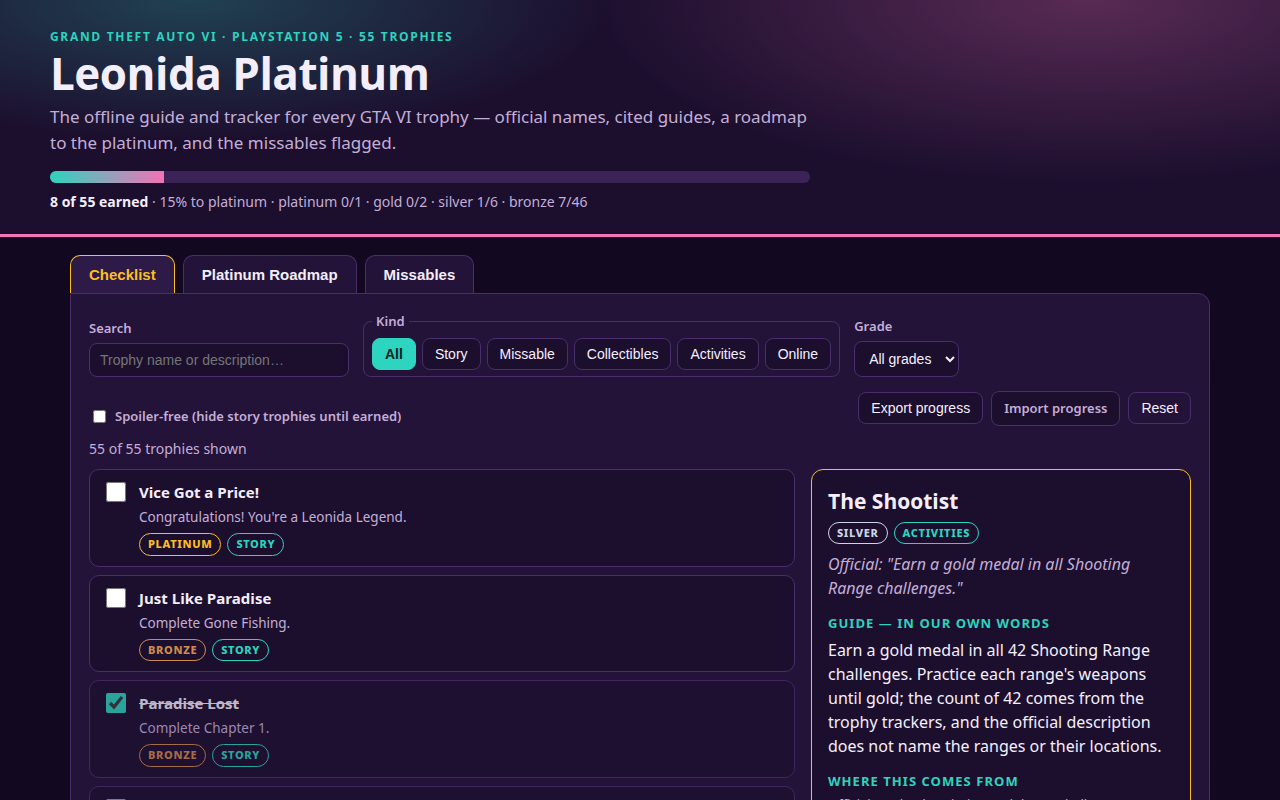 GRAND THEFT AUTO VI · PLAYSTATION 5 · 55 TROPHIES
Leonida Platinum
The offline guide and tracker for every GTA VI trophy — official names, cited guides, a roadmap
to the platinum, and the missables flagged.
8 of 55 earned · 15% to platinum · platinum 0/1 · gold 0/2 · silver 1/6 · bronze 7/46
Checklist
Platinum Roadmap
Missables
Search
Trophy name or description…
Kind
All
Story
Missable
Collectibles
Activities
Online
Grade
All grades
Spoiler-free (hide story trophies until earned)
Export progress
Import progress
Reset
55 of 55 trophies shown
Vice Got a Price!
Congratulations! You're a Leonida Legend.
PLATINUM
STORY
Just Like Paradise
Complete Gone Fishing.
BRONZE
STORY
Paradise Lost
Complete Chapter 1.
BRONZE
STORY
The Shootist
SILVER
ACTIVITIES
Official: "Earn a gold medal in all Shooting
Range challenges."
GUIDE — IN OUR OWN WORDS
Earn a gold medal in all 42 Shooting Range
challenges. Practice each range's weapons
until gold; the count of 42 comes from the
trophy trackers, and the official description
does not name the ranges or their locations.
WHERE THIS COMES FROM